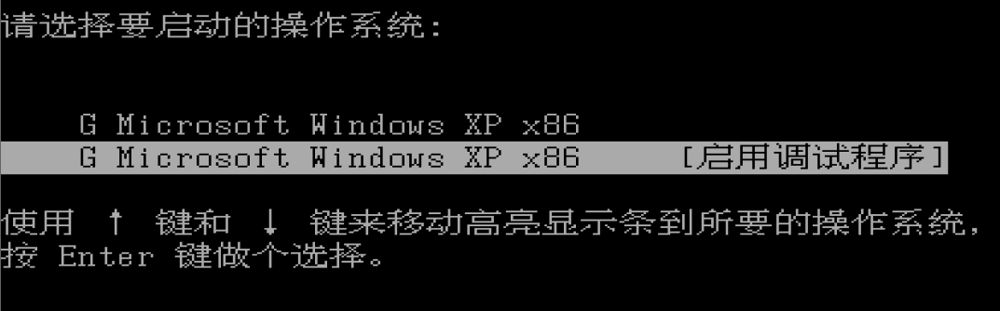 请选择要启动的操作系统:
G Microsoft Windows XP x86
G Microsoft Windows XP x86 [启用调试程序]
使用 ↑ 键和 ↓ 键来移动高亮显示条到所要的操作系统,
按 Enter 键做个选择。